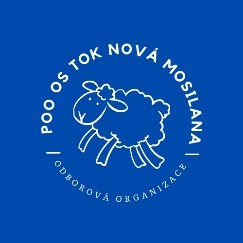 POO OS TOK NOVÁ MOSILANA
ODBOROVÁ ORGANIZACE